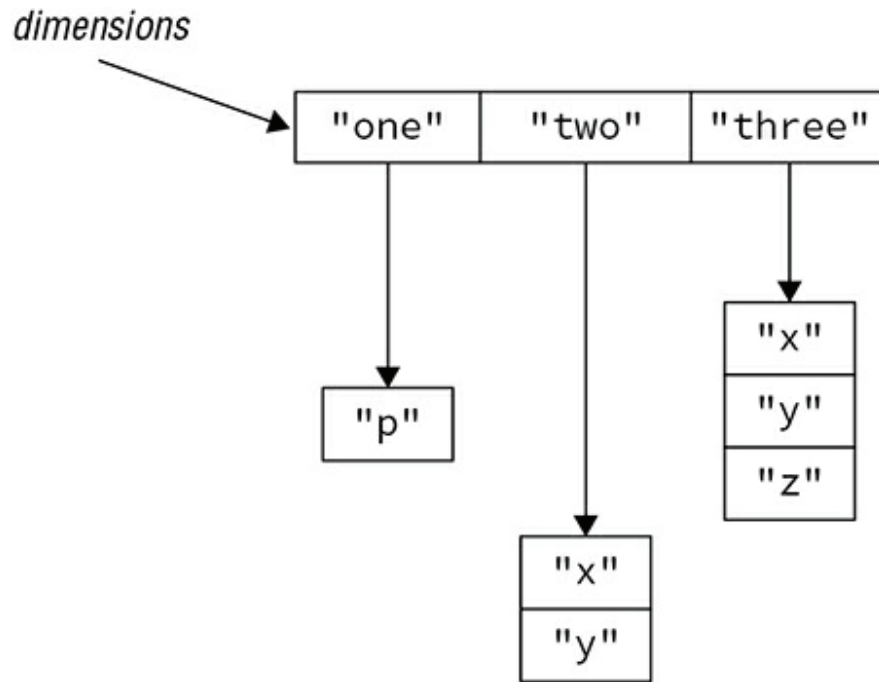 dimensions
"one" "two" "three"
"x"
"p" "y"
"z"
"x"
"y"